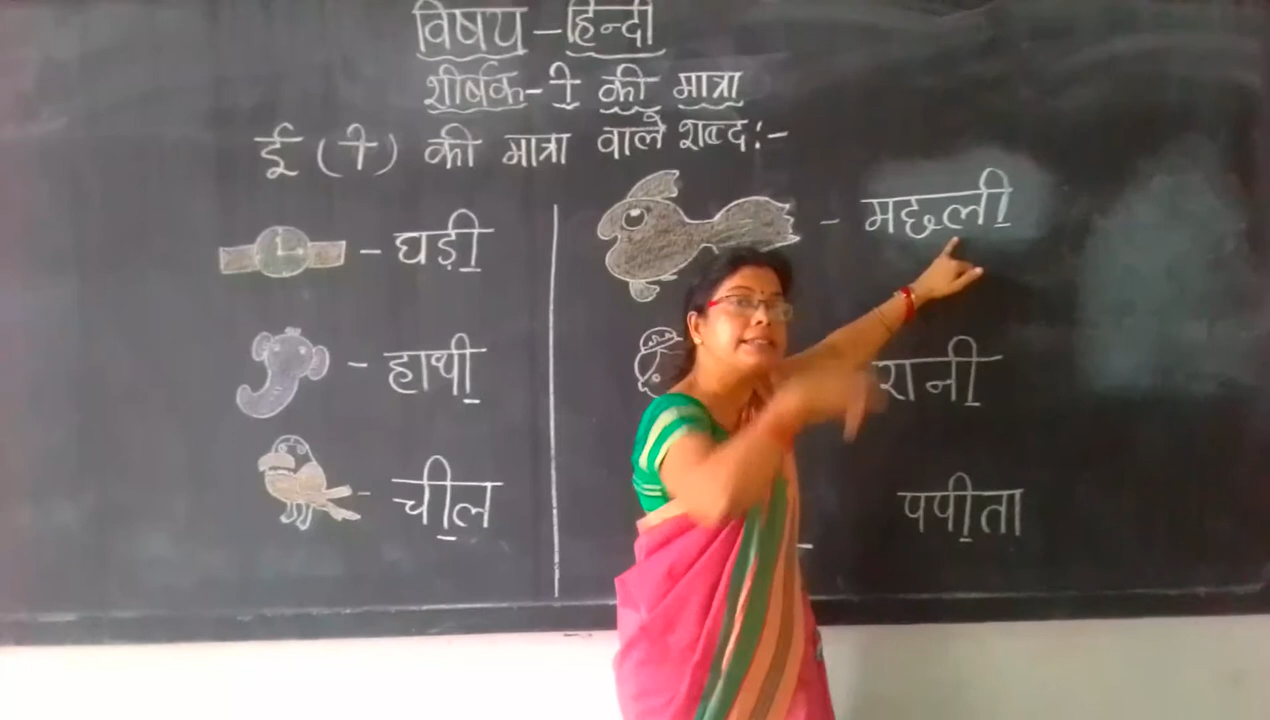 विषय – हिन्दी
शीर्षक - ी की मात्रा
ई (ी) की मात्रा वाले शब्द :-
- घड़ी
- हाथी
- चील
- मछली
रानी
पपीता